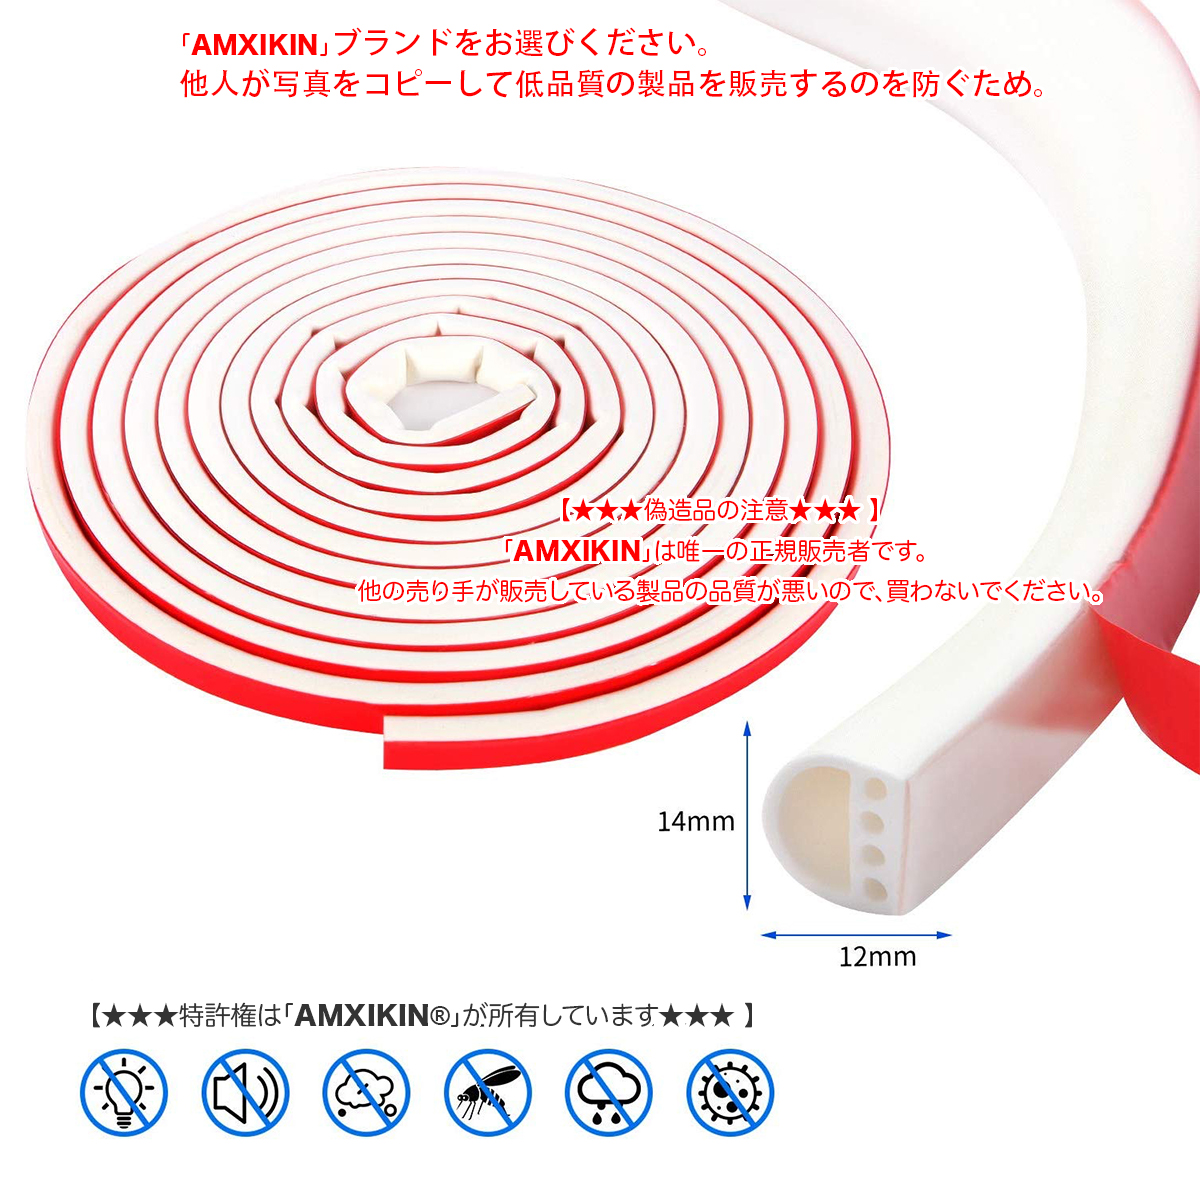 「AMXIKIN」ブランドをお選びください。
他人が写真をコピーして低品質の製品を販売するのを防ぐため。
【★★★偽造品の注意★★★ 】
「AMXIKIN」は唯一の正規販売者です。
他の売り手が販売している製品の品質が悪いので、買わないでください。
14mm
12mm
【★★★特許権は「AMXIKIN®」が所有しています★★★ 】